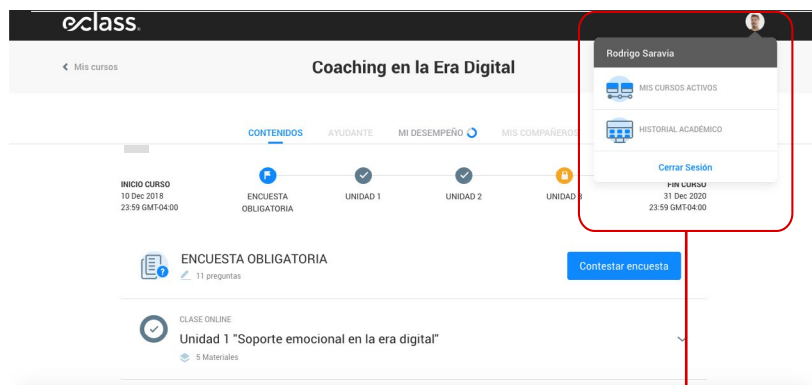 eclass.
Rodrigo Saravia
Mis cursos
Coaching en la Era Digital
MIS CURSOS ACTIVOS
HISTORIAL ACADÉMICO
Cerrar Sesión
CONTENIDOS AYUDANTE MI DESEMPEÑO MIS COMPAÑEROS
INICIO CURSO
10 Dec 2018
23:59 GMT-04:00
ENCUESTA
OBLIGATORIA
UNIDAD 1
UNIDAD 2
UNIDAD
FIN CURSO
31 Dec 2020
23:59 GMT-04:00
ENCUESTA OBLIGATORIA
11 preguntas
Contestar encuesta
CLASE ONLINE
Unidad 1 "Soporte emocional en la era digital"
5 Materiales